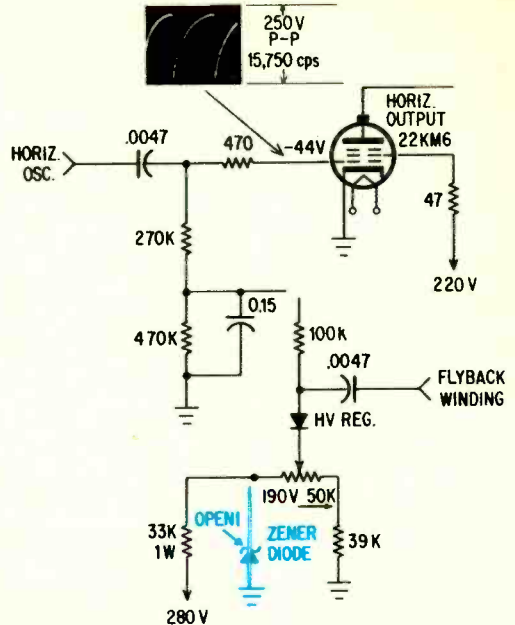 250V
P-P
15,750 cps
HORIZ.
OUTPUT
22KM6
.0047
470
-44V
HORIZ.
OSC.
47
270K
220V
0.15
470K
100K
.0047
FLYBACK
WINDING
HV REG.
190V 50K
33K
1W
OPEN!
ZENER
DIODE
39K
280V